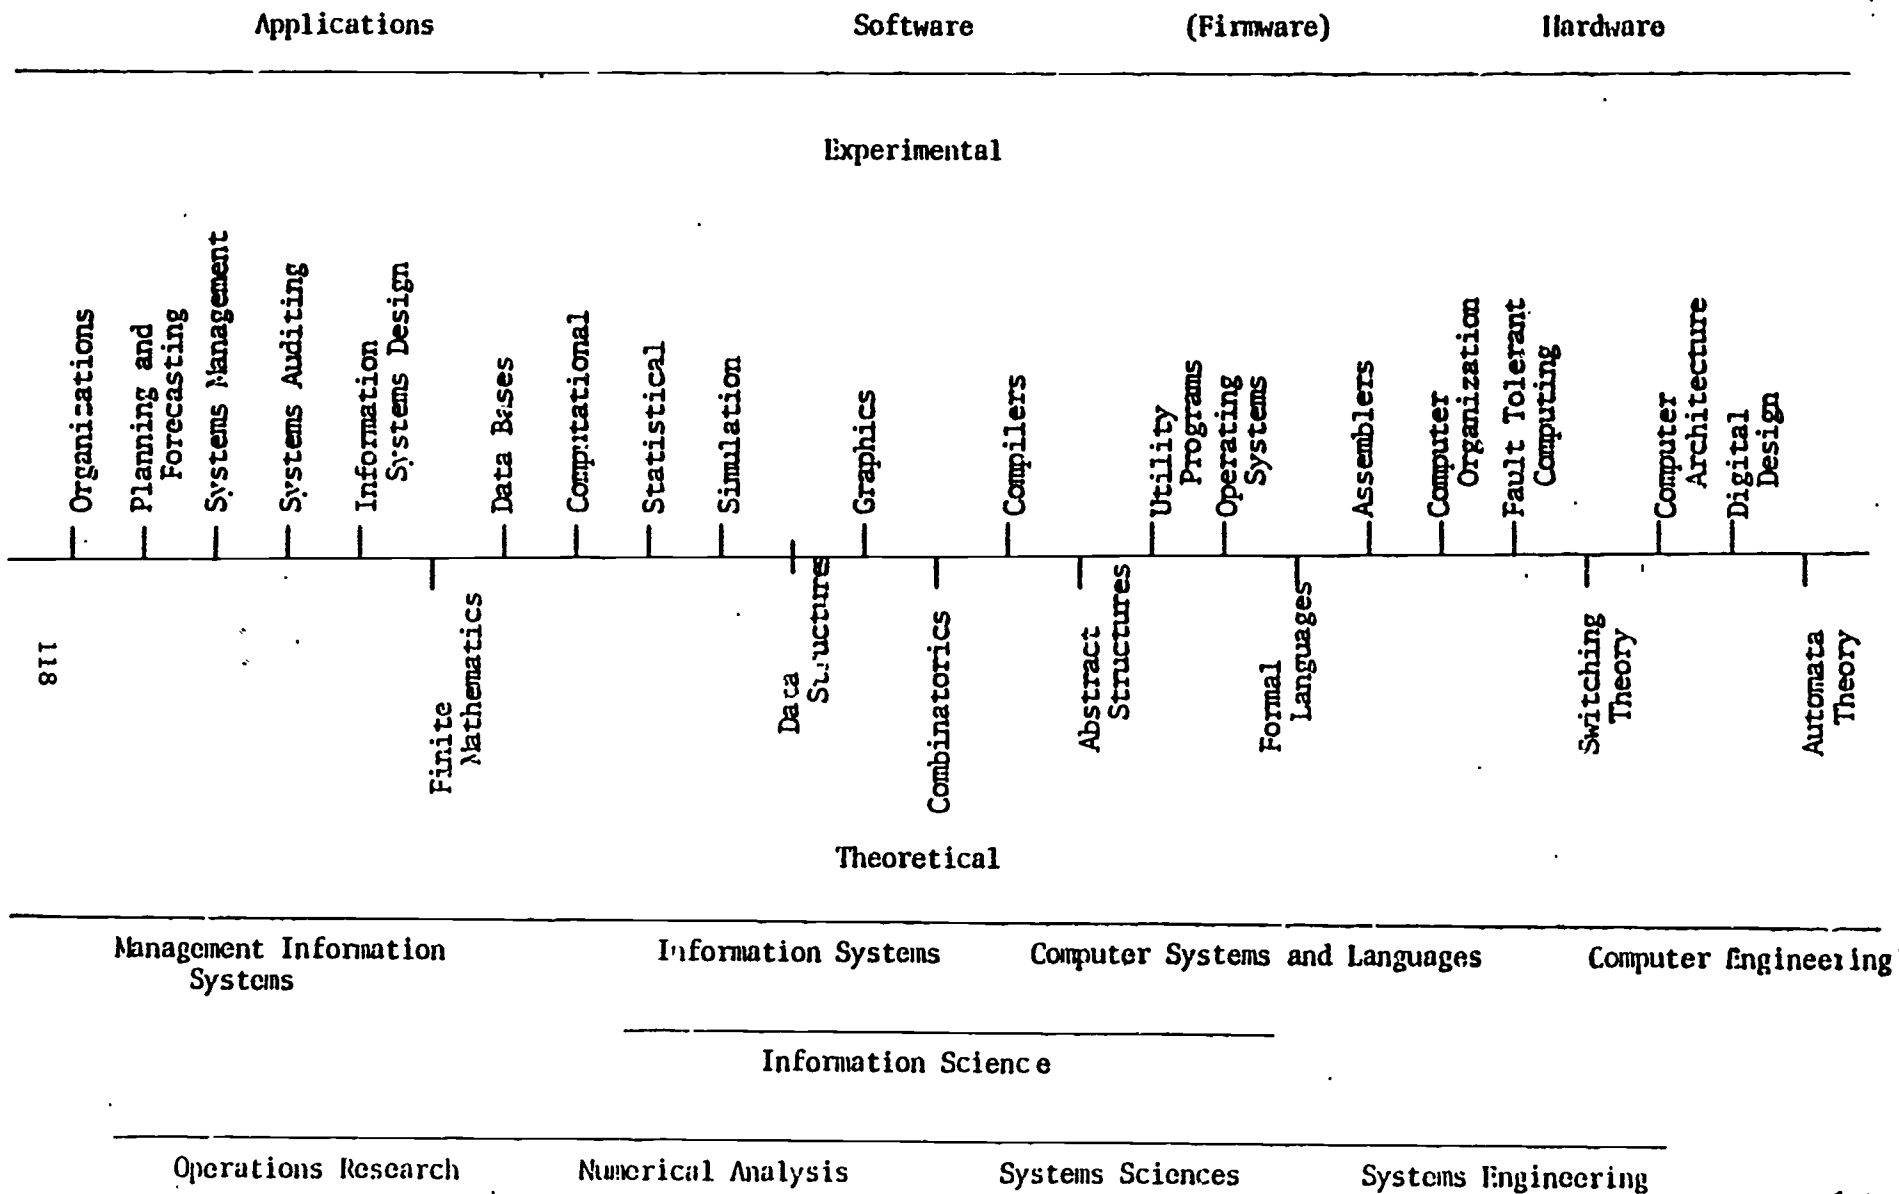 Applications Software (Firmware) Hardware
Experimental
Organizations
Planning and
Forecasting
Systems Management
Systems Auditing
Information
Systems Design
Data Bases
Computational
Statistical
Simulation
Graphics
Compilers
Utility
Programs
Operating
Systems
Assemblers
Computer
Organization
Fault Tolerant
Computing
Computer
Architecture
Digital
Design
118
Finite
Mathematics
Data
Structures
Combinatorics
Abstract
Structures
Formal
Languages
Switching
Theory
Automata
Theory
Theoretical
Management Information
Systems
Information Systems
Computer Systems and Languages
Computer Engineering
Information Science
Operations Research Numerical Analysis Systems Sciences Systems Engineering